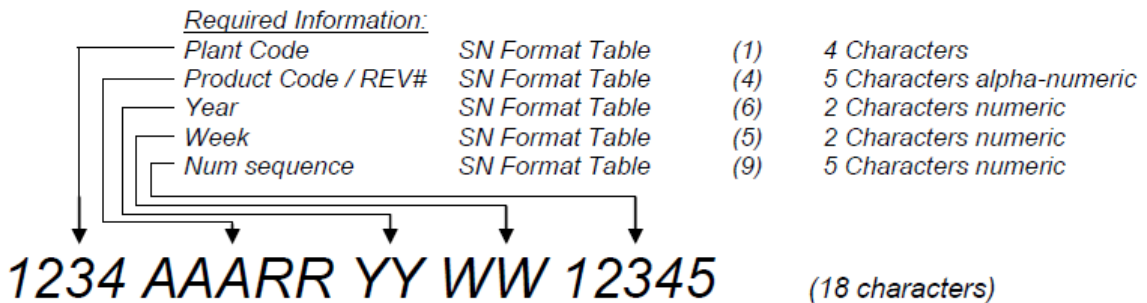 Required Information:
Plant Code SN Format Table (1) 4 Characters
Product Code / REV# SN Format Table (4) 5 Characters alpha-numeric
Year SN Format Table (6) 2 Characters numeric
Week SN Format Table (5) 2 Characters numeric
Num sequence SN Format Table (9) 5 Characters numeric
1234 AAARR YY WW 12345 (18 characters)